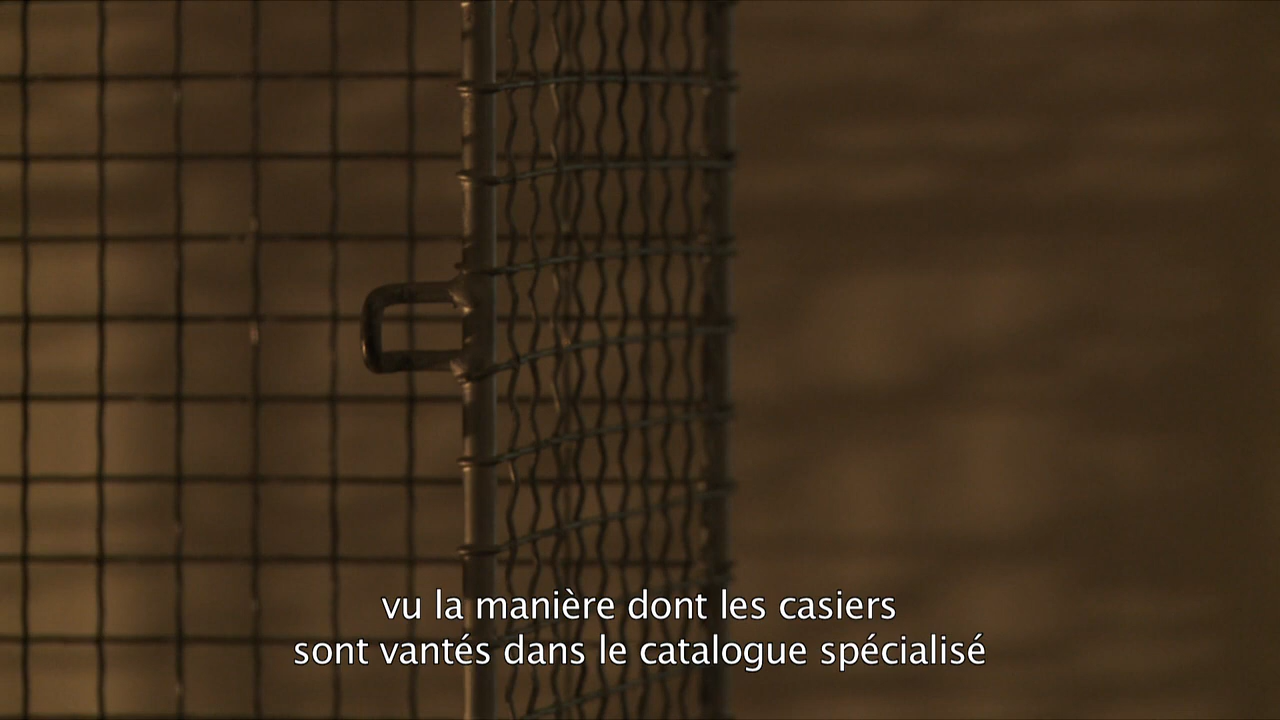 vu la manière dont les casiers
sont vantés dans le catalogue spécialisé